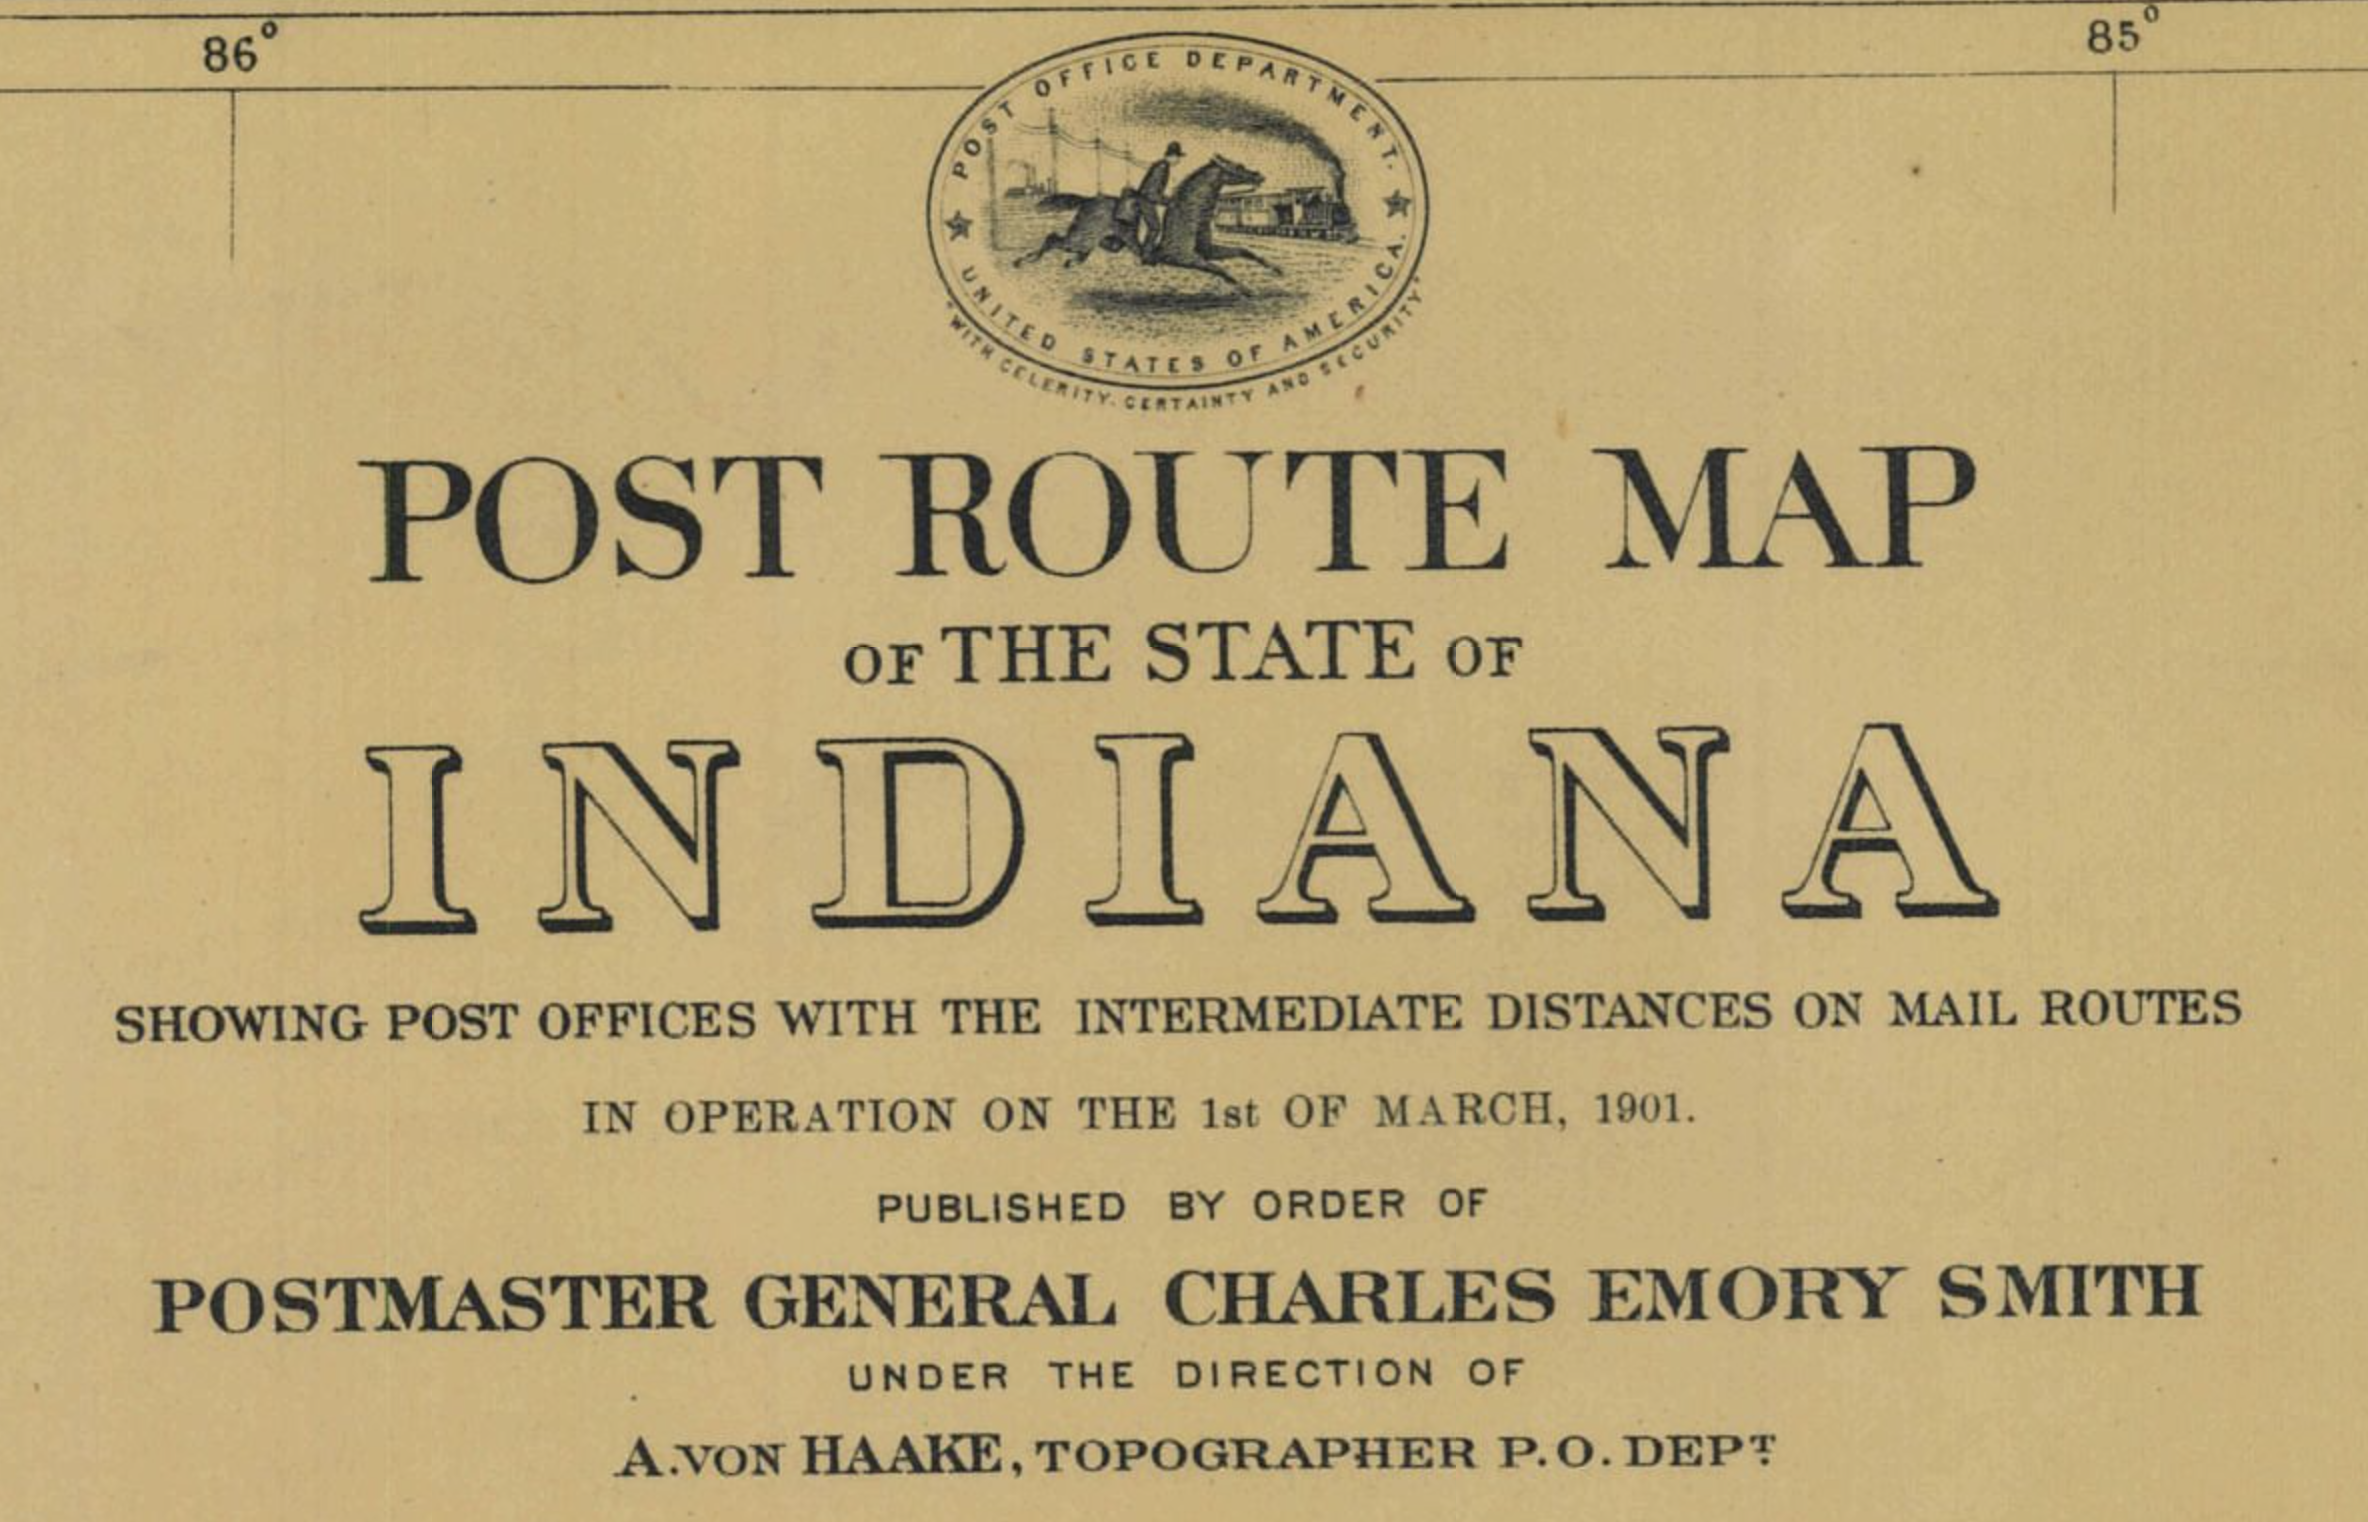 86°
85°
POST OFFICE DEPARTMENT.
UNITED STATES OF AMERICA.
"WITH CELERITY. CERTAINTY AND SECURITY"
POST ROUTE MAP
OF THE STATE OF
INDIANA
SHOWING POST OFFICES WITH THE INTERMEDIATE DISTANCES ON MAIL ROUTES
IN OPERATION ON THE 1st OF MARCH, 1901.
PUBLISHED BY ORDER OF
POSTMASTER GENERAL CHARLES EMORY SMITH
UNDER THE DIRECTION OF
A. VON HAAKE, TOPOGRAPHER P.O. DEPT.